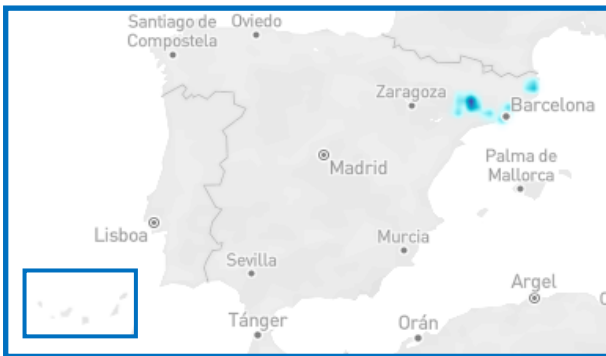 Santiago de
Compostela
Oviedo
Zaragoza
Barcelona
Madrid
Palma de
Mallorca
Lisboa
Murcia
Sevilla
Argel
Tánger
Orán